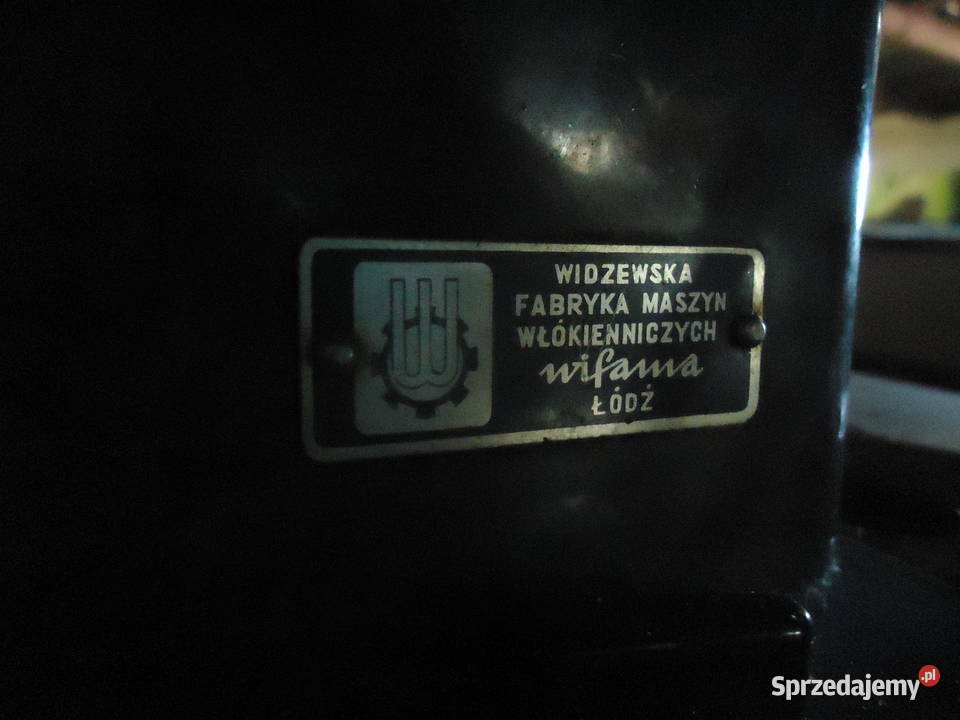 WIDZEWSKA
FABRYKA MASZYN
WŁÓKIENNICZYCH
wifama
ŁÓDŹ
Sprzedajemy.pl